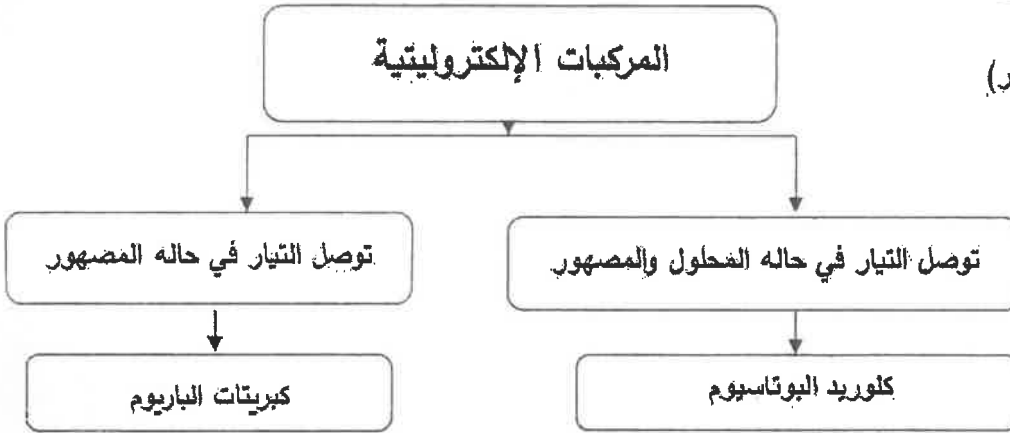 المركبات الإلكتروليتية
ر)
توصل التيار في حاله المحلول والمصهور
توصل التيار في حاله المصهور
كلوريد البوتاسيوم
كبريتات الباريوم